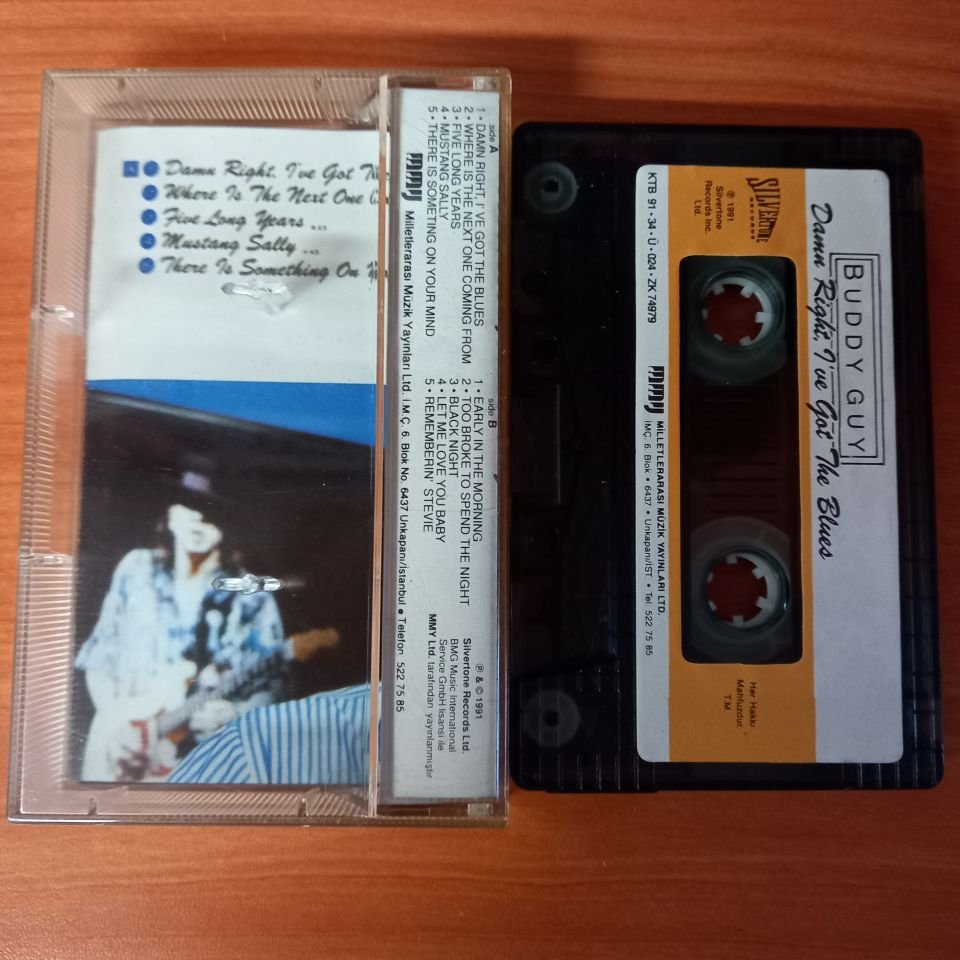 Damn Right, I've Got
Where Is The Next One
Five Long Years ...
Mustang Sally ...
There Is Something On
side A
1 • DAMN RIGHT, I'VE GOT THE BLUES
2 • WHERE IS THE NEXT ONE COMING FROM
3 • FIVE LONG YEARS
4 • MUSTANG SALLY
5 • THERE IS SOMETING ON YOUR MIND
side B
1 • EARLY IN THE MORNING
2 • TOO BROKE TO SPEND THE NIGHT
3 • BLACK NIGHT
4 • LET ME LOVE YOU BABY
5 • REMEMBERIN' STEVIE
℗ & © 1991
Silvertone Records Ltd.
BMG Music International
Service GmbH lisansi ile
MMY Ltd. tarafından yayınlanmıştır
mmy Milletlerarası Müzik Yayınları Ltd. İ.M.Ç. 6. Blok No. 6437 Unkapanı/İstanbul • Telefon 522 75 85
BUDDY GUY
Damn Right, I've Got The Blues
SILVERTONE
RECORDS
℗ 1991
Silvertone
Records Inc.
Ltd.
Her Hakkı
Mahfuzdur.
T.M
KTB 91 • 34 • Ü • 024 • ZK 74979
mmy MİLLETLERARASI MÜZİK YAYINLARI LTD.
İMÇ. 6. Blok • 6437 • Unkapanı/İST. • Tel: 522 75 85